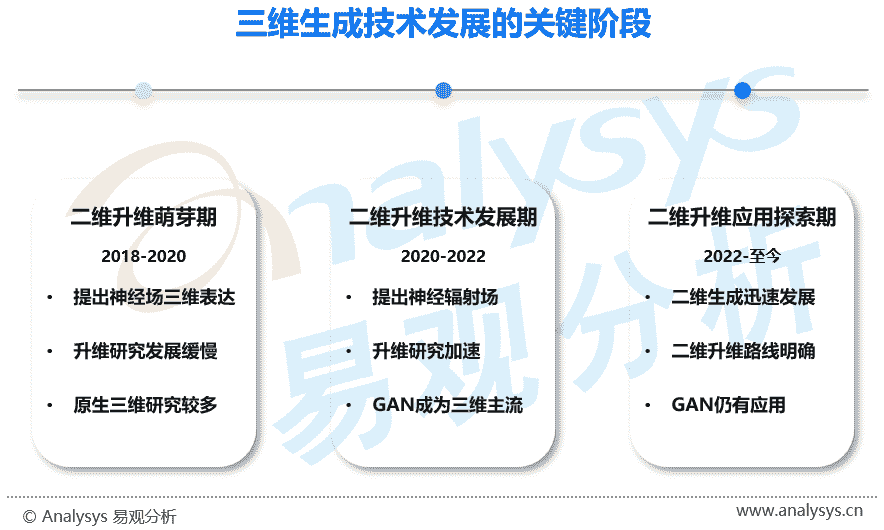 三维生成技术发展的关键阶段
analysys
易观分析
二维升维萌芽期
2018-2020
• 提出神经场三维表达
• 升维研究发展缓慢
• 原生三维研究较多
二维升维技术发展期
2020-2022
• 提出神经辐射场
• 升维研究加速
• GAN成为三维主流
二维升维应用探索期
2022-至今
• 二维生成迅速发展
• 二维升维路线明确
• GAN仍有应用
© Analysys 易观分析
www.analysys.cn